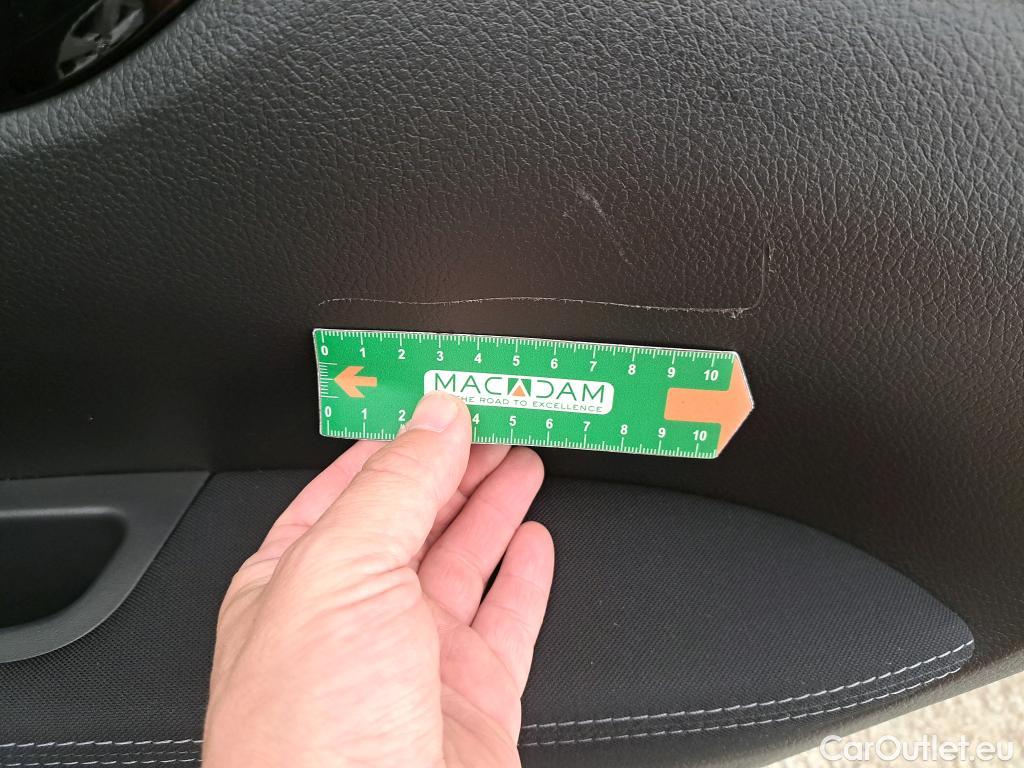 0 1 2 3 4 5 6 7 8 9 10
MACADAM
THE ROAD TO EXCELLENCE
0 1 2 4 5 6 7 8 9 10
CarOutlet.eu